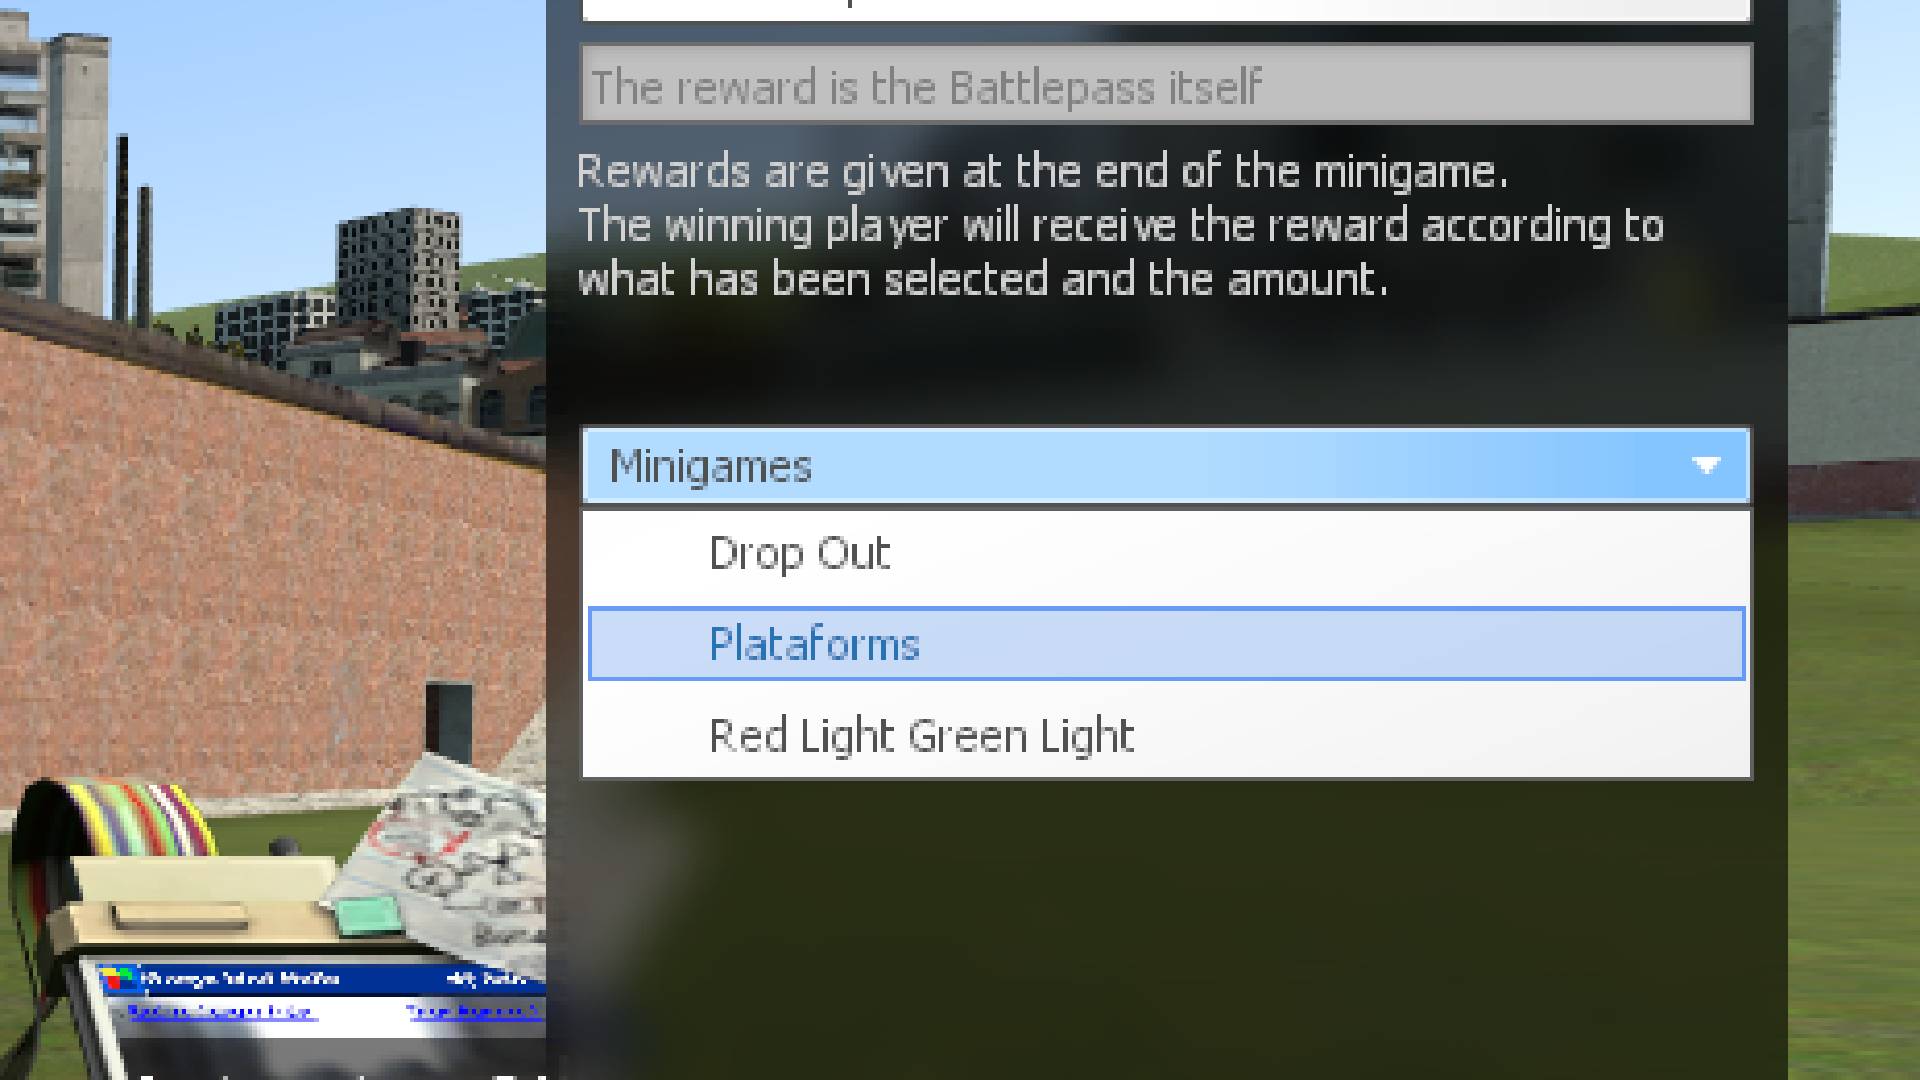 The reward is the Battlepass itself
Rewards are given at the end of the minigame.
The winning player will receive the reward according to
what has been selected and the amount.
Minigames
Drop Out
Plataforms
Red Light Green Light